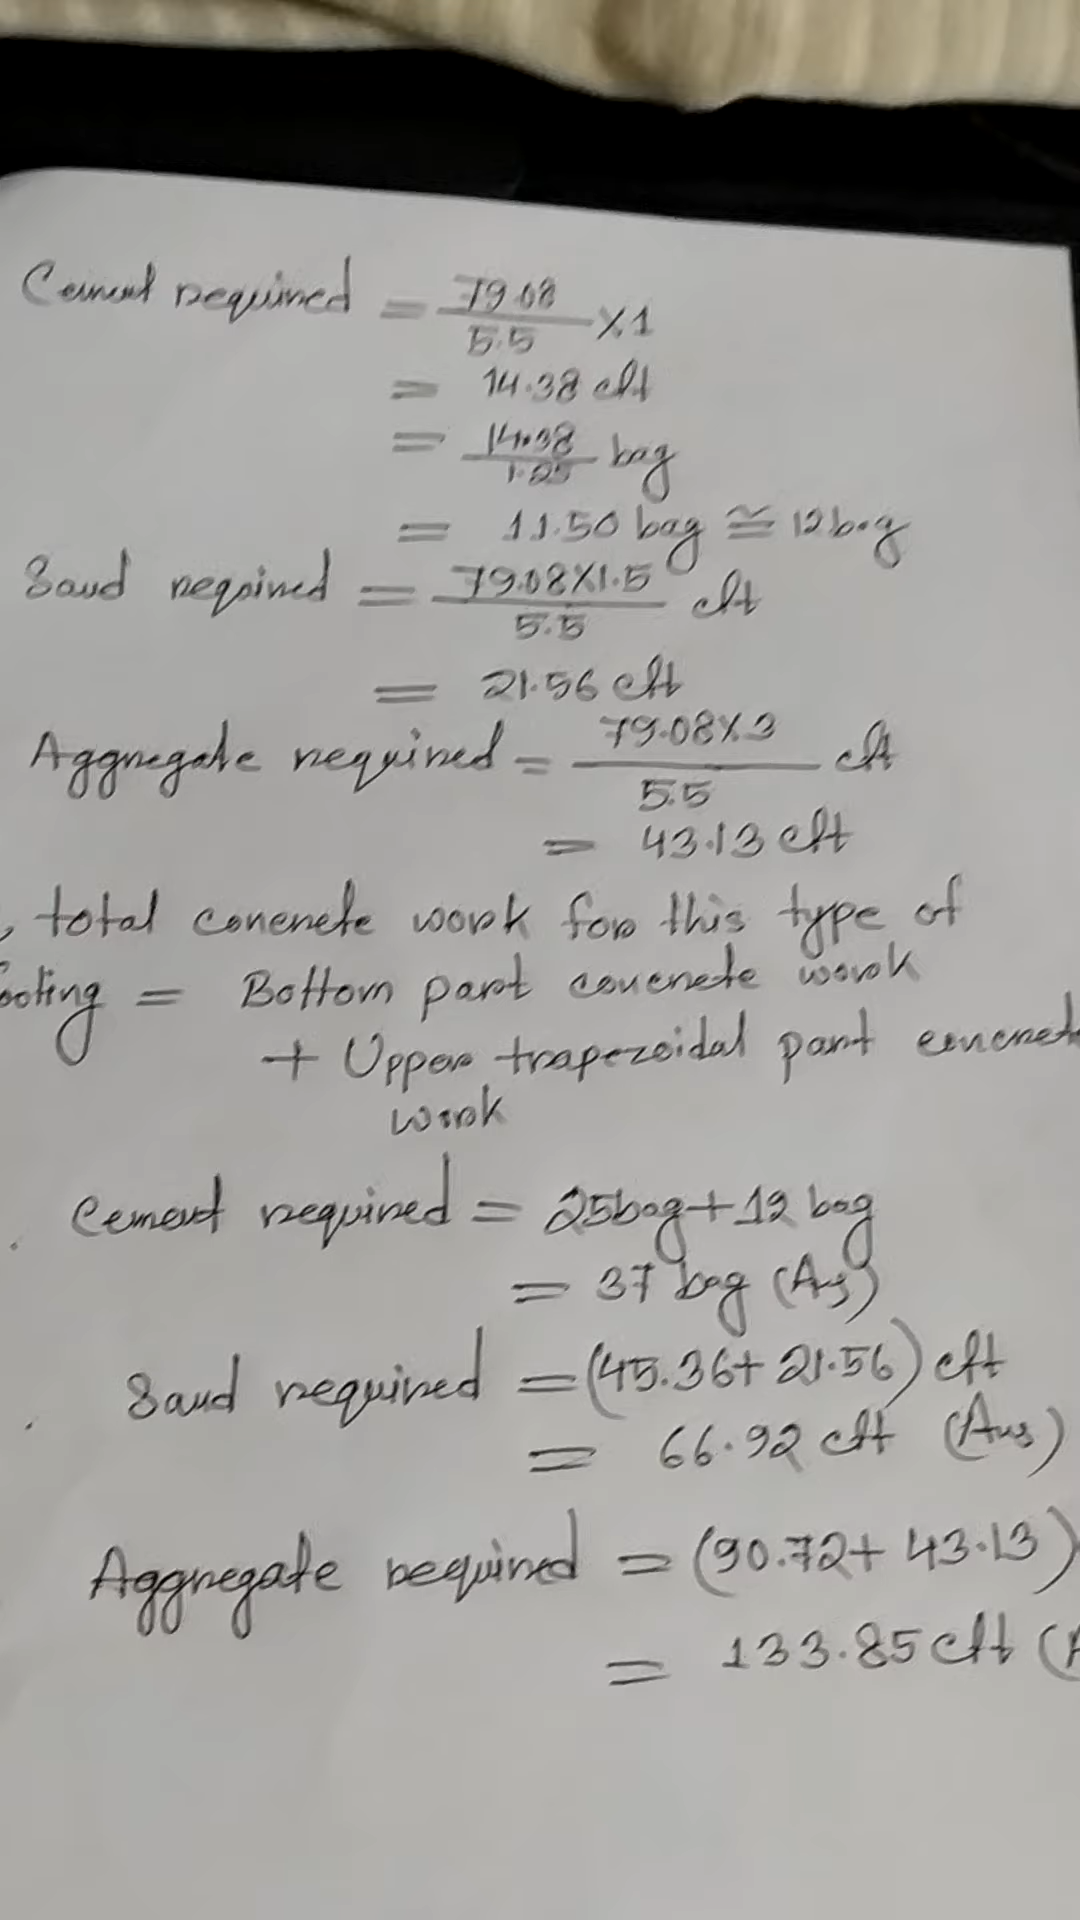 Cement required = 79.08/5.5 ×1
= 14.38 cft
= 14.38/1.25 bag
= 11.50 bag ≅ 12 bag
Sand required = 79.08×1.5/5.5 cft
= 21.56 cft
Aggregate required = 79.08×3/5.5 cft
= 43.13 cft
, total concrete work for this type of
ooting = Bottom part concrete work
+ Upper trapezoidal part concrete
work
Cement required = 25bag+12 bag
= 37 bag (Ans)
Sand required =(45.36+21.56) cft
= 66.92 cft (Ans)
Aggregate required = (90.72+ 43.13)
= 133.85 cft (A